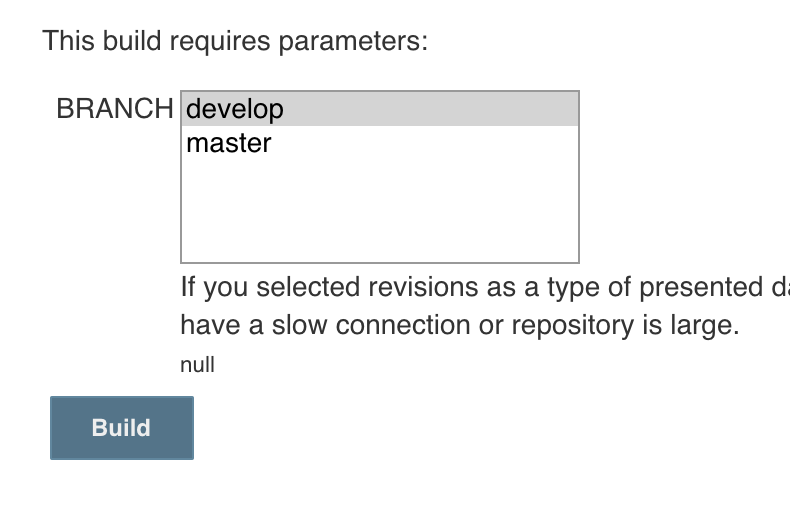 This build requires parameters:
BRANCH develop
master
If you selected revisions as a type of presented
have a slow connection or repository is large.
null
Build